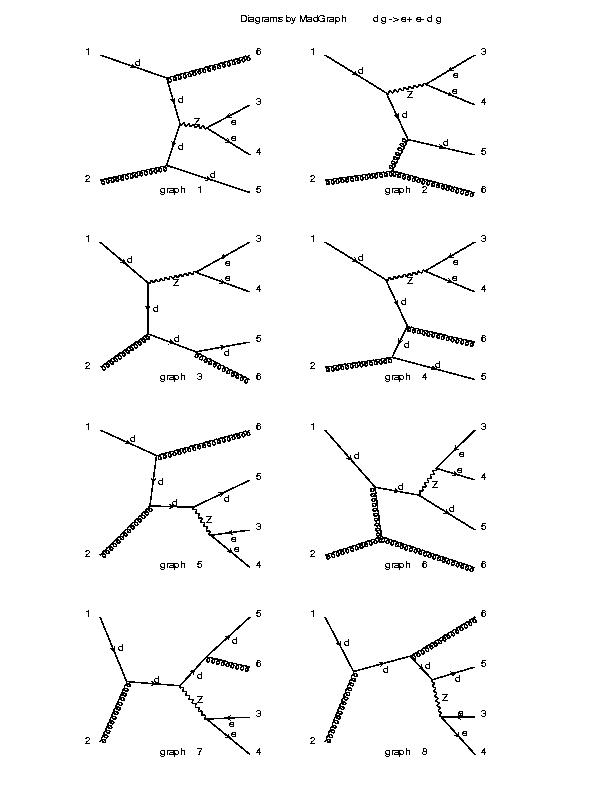 Diagrams by MadGraph d g -> e+ e- d g
1 d 6
d 3
Z e
e
d 4
2 d 5
graph 1
1 d 3
Z e
e 4
d
d 5
2 6
graph 2
1 d 3
Z e
e 4
d
d 5
d
2 6
graph 3
1 d 3
Z e
e 4
d
d 6
2 d 5
graph 4
1 d 6
d 5
d d
Z 3
e
e
2 4
graph 5
1 3
d e
Z e 4
d
d 5
2 6
graph 6
1 5
d d
d 6
d
Z 3
e
e
2 4
graph 7
1 6
d
d d 5
d
Z
e 3
e
2 4
graph 8